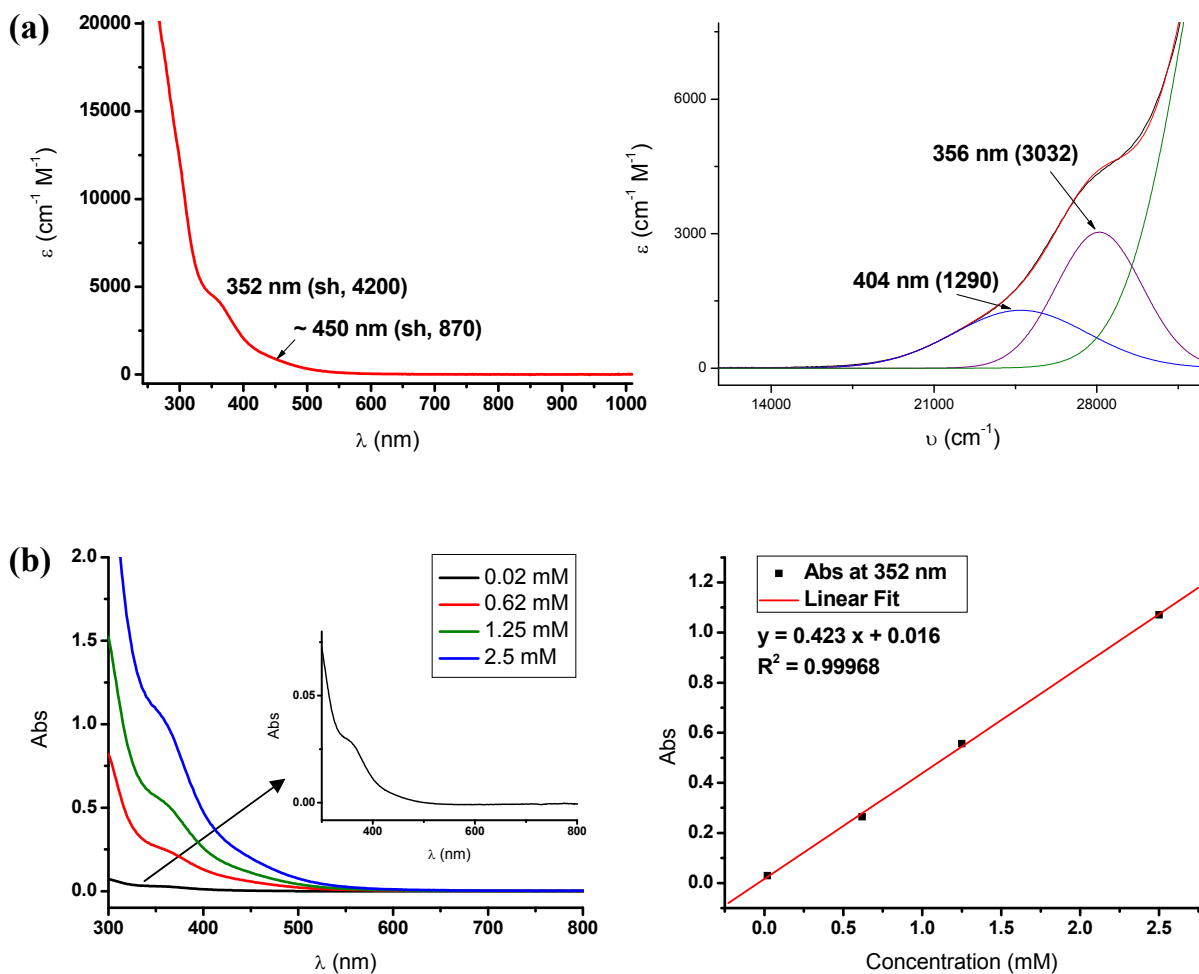 (a)
20000
15000
10000
5000
0
ε (cm⁻¹ M⁻¹)
352 nm (sh, 4200)
~ 450 nm (sh, 870)
300 400 500 600 700 800 900 1000
λ (nm)
6000
3000
0
ε (cm⁻¹ M⁻¹)
356 nm (3032)
404 nm (1290)
14000 21000 28000
υ (cm⁻¹)
(b)
2.0
1.5
1.0
0.5
0.0
Abs
0.02 mM
0.62 mM
1.25 mM
2.5 mM
0.05
0.00
Abs
400 600 800
λ (nm)
300 400 500 600 700 800
λ (nm)
1.2
1.0
0.8
0.6
0.4
0.2
0.0
Abs
Abs at 352 nm
Linear Fit
y = 0.423 x + 0.016
R² = 0.99968
0.0 0.5 1.0 1.5 2.0 2.5
Concentration (mM)